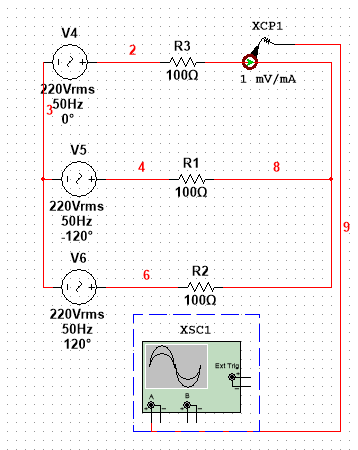 XCP1
V4
2
R3
220Vrms
50Hz
0°
3
100Ω
1 mV/mA
V5
4
R1
8
220Vrms
50Hz
-120°
100Ω
9
V6
6
R2
220Vrms
50Hz
120°
100Ω
XSC1
Ext Trig
A
B